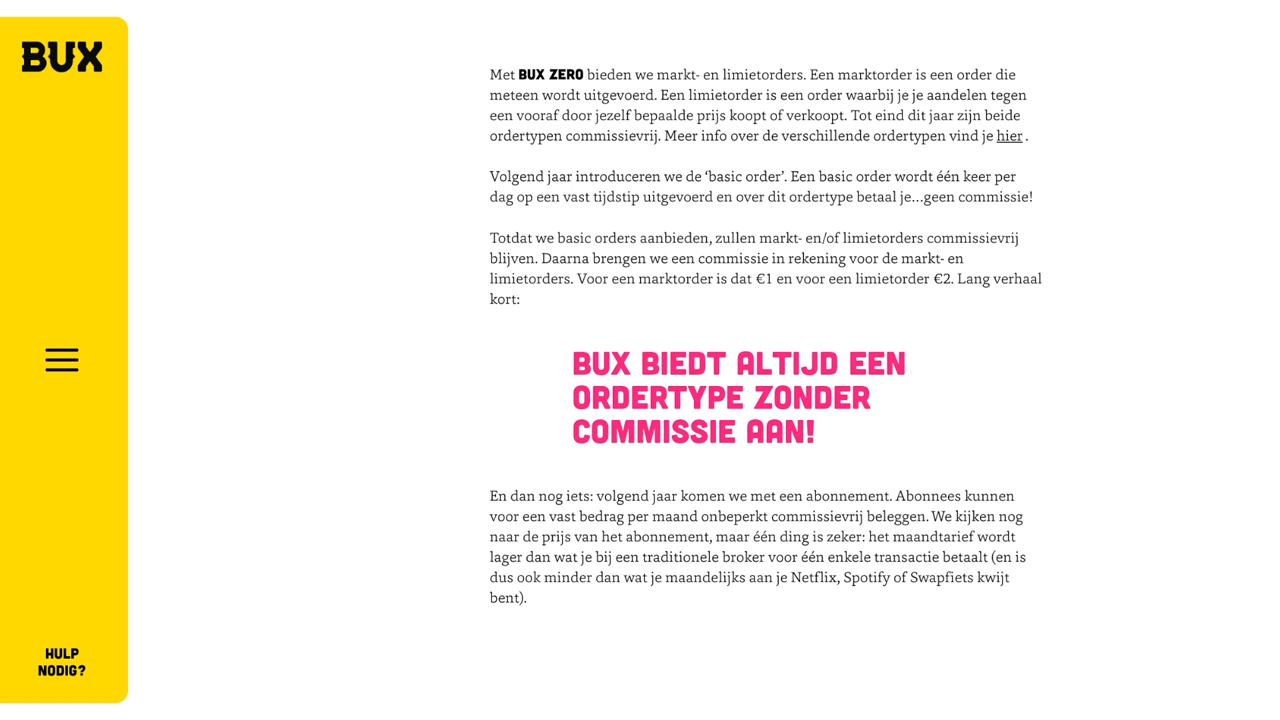 BUX
Met BUX ZERO bieden we markt- en limietorders. Een marktorder is een order die
meteen wordt uitgevoerd. Een limietorder is een order waarbij je je aandelen tegen
een vooraf door jezelf bepaalde prijs koopt of verkoopt. Tot eind dit jaar zijn beide
ordertypen commissievrij. Meer info over de verschillende ordertypen vind je hier .
Volgend jaar introduceren we de ‘basic order’. Een basic order wordt één keer per
dag op een vast tijdstip uitgevoerd en over dit ordertype betaal je...geen commissie!
Totdat we basic orders aanbieden, zullen markt- en/of limietorders commissievrij
blijven. Daarna brengen we een commissie in rekening voor de markt- en
limietorders. Voor een marktorder is dat €1 en voor een limietorder €2. Lang verhaal
kort:
BUX BIEDT ALTIJD EEN
ORDERTYPE ZONDER
COMMISSIE AAN!
En dan nog iets: volgend jaar komen we met een abonnement. Abonnees kunnen
voor een vast bedrag per maand onbeperkt commissievrij beleggen. We kijken nog
naar de prijs van het abonnement, maar één ding is zeker: het maandtarief wordt
lager dan wat je bij een traditionele broker voor één enkele transactie betaalt (en is
dus ook minder dan wat je maandelijks aan je Netflix, Spotify of Swapfiets kwijt
bent).
HULP
NODIG?